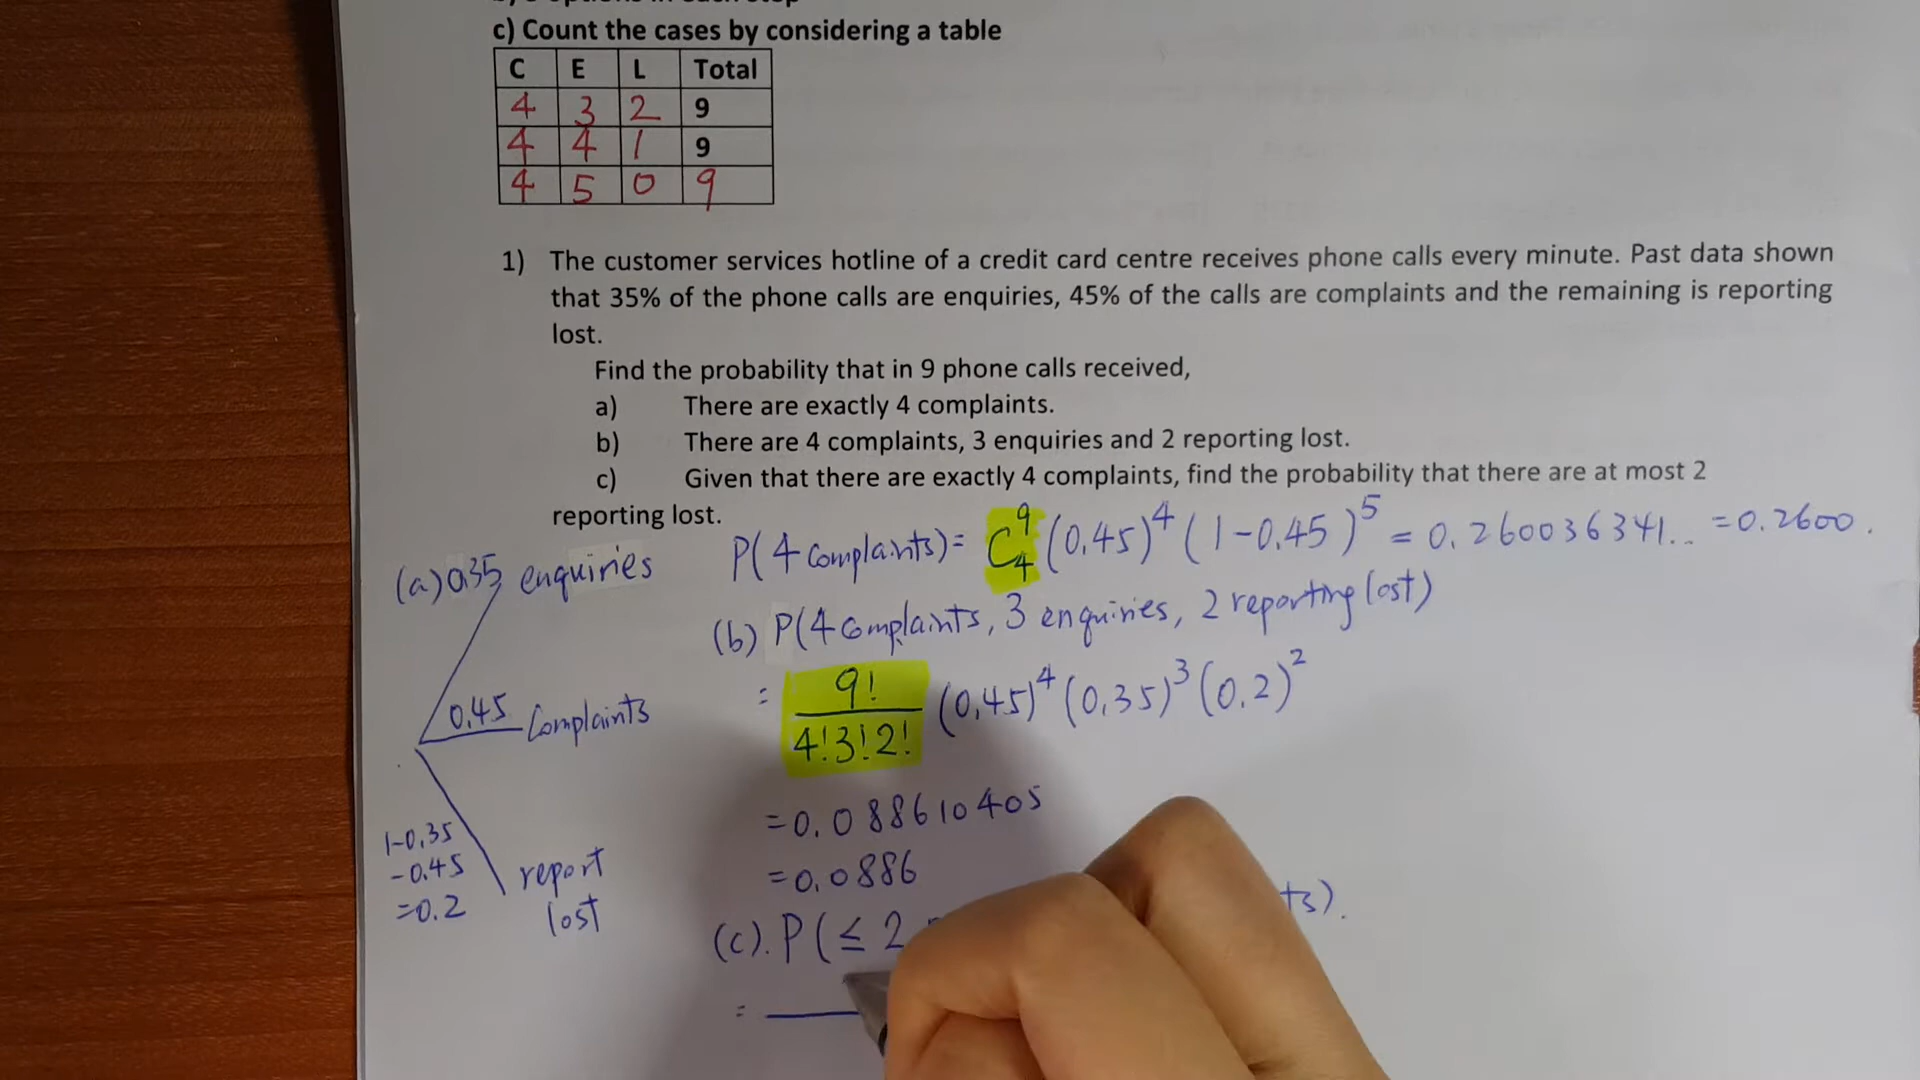 c) Count the cases by considering a table
C E L Total
4 3 2 9
4 4 1 9
4 5 0 9
1) The customer services hotline of a credit card centre receives phone calls every minute. Past data shown
that 35% of the phone calls are enquiries, 45% of the calls are complaints and the remaining is reporting
lost.
Find the probability that in 9 phone calls received,
a) There are exactly 4 complaints.
b) There are 4 complaints, 3 enquiries and 2 reporting lost.
c) Given that there are exactly 4 complaints, find the probability that there are at most 2
reporting lost.
(a) 0.35 enquiries
0.45 Complaints
1-0.35
-0.45
=0.2
report
lost
P(4 complaints)= C⁹₄ (0.45)⁴ (1-0.45)⁵ = 0.260036341.. =0.2600.
(b) P(4 complaints, 3 enquiries, 2 reporting lost)
= 9!/4!3!2! (0.45)⁴ (0.35)³ (0.2)²
=0.088610405
=0.0886
(c). P(≤2 ts).
=